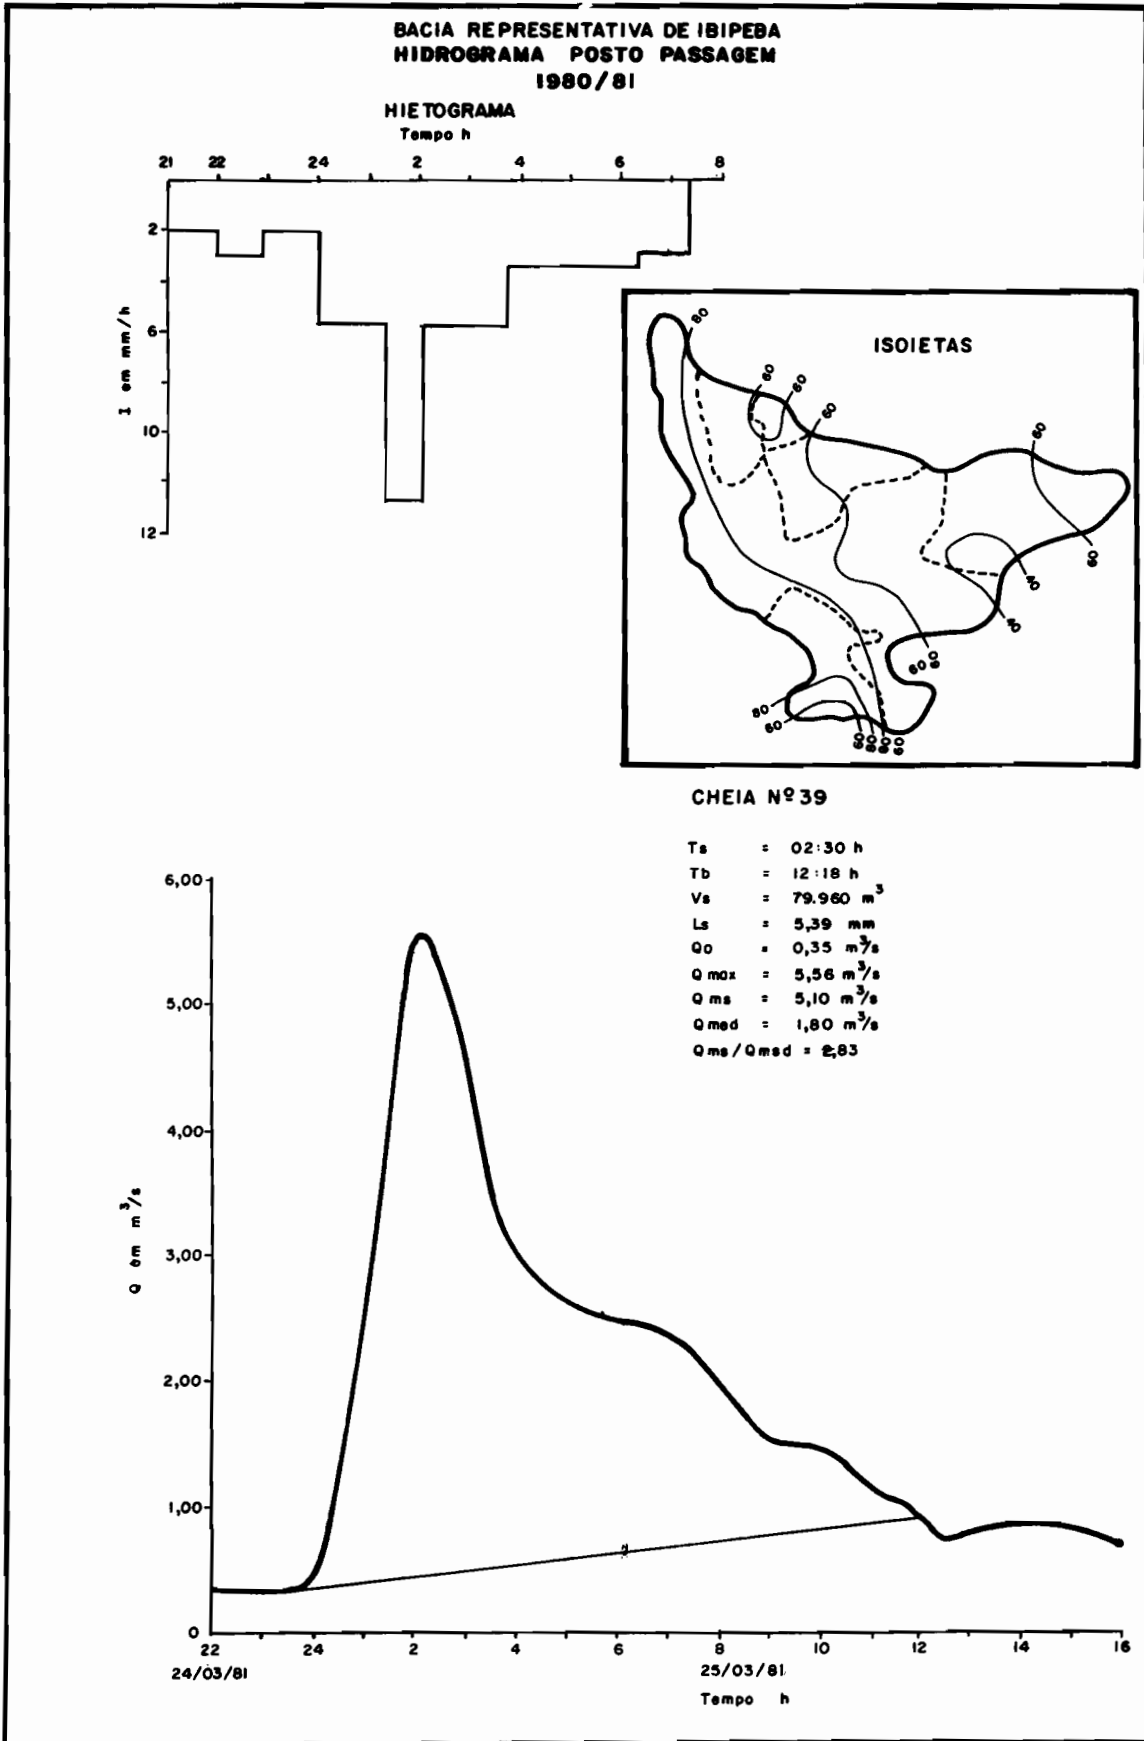 BACIA REPRESENTATIVA DE IBIPEBA
HIDROGRAMA POSTO PASSAGEM
1980/81
HIETOGRAMA
Tempo h
21 22 24 2 4 6 8
2
6
10
12
I em mm/h
ISOIETAS
80
60
60
60
60
60
40
40
60
60
80
60
60
80
80
60
CHEIA Nº 39
Ts = 02:30 h
Tb = 12:18 h
Vs = 79.960 m³
Ls = 5,39 mm
Qo = 0,35 m³/s
Q max = 5,56 m³/s
Q ms = 5,10 m³/s
Qmed = 1,80 m³/s
Qms/Qmsd = 2,83
6,00
5,00
4,00
3,00
2,00
1,00
0
Q em m³/s
22 24 2 4 6 8 10 12 14 16
24/03/81 25/03/81
Tempo h